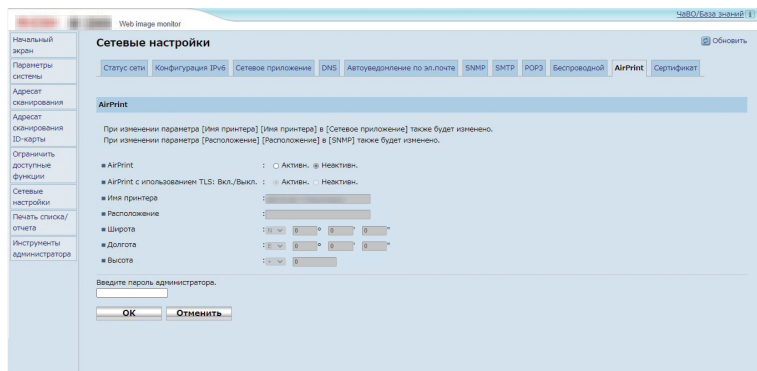 Web image monitor
ЧаВО/База знаний
Начальный
экран
Параметры
системы
Адресат
сканирования
Адресат
сканирования
ID-карты
Ограничить
доступные
функции
Сетевые
настройки
Печать списка/
отчета
Инструменты
администратора
Сетевые настройки
Обновить
Статус сети Конфигурация IPv6 Сетевое приложение DNS Автоуведомление по эл.почте SNMP SMTP POP3 Беспроводной AirPrint Сертификат
AirPrint
При изменении параметра [Имя принтера] [Имя принтера] в [Сетевое приложение] также будет изменено.
При изменении параметра [Расположение] [Расположение] в [SNMP] также будет изменено.
AirPrint : Активн. Неактивн.
AirPrint с ипользованием TLS: Вкл./Выкл. : Активн. Неактивн.
Имя принтера :
Расположение :
Широта : N 0 ° 0 ' 0 "
Долгота : E 0 ° 0 ' 0 "
Высота : + 0
Введите пароль администратора.
ОК Отменить